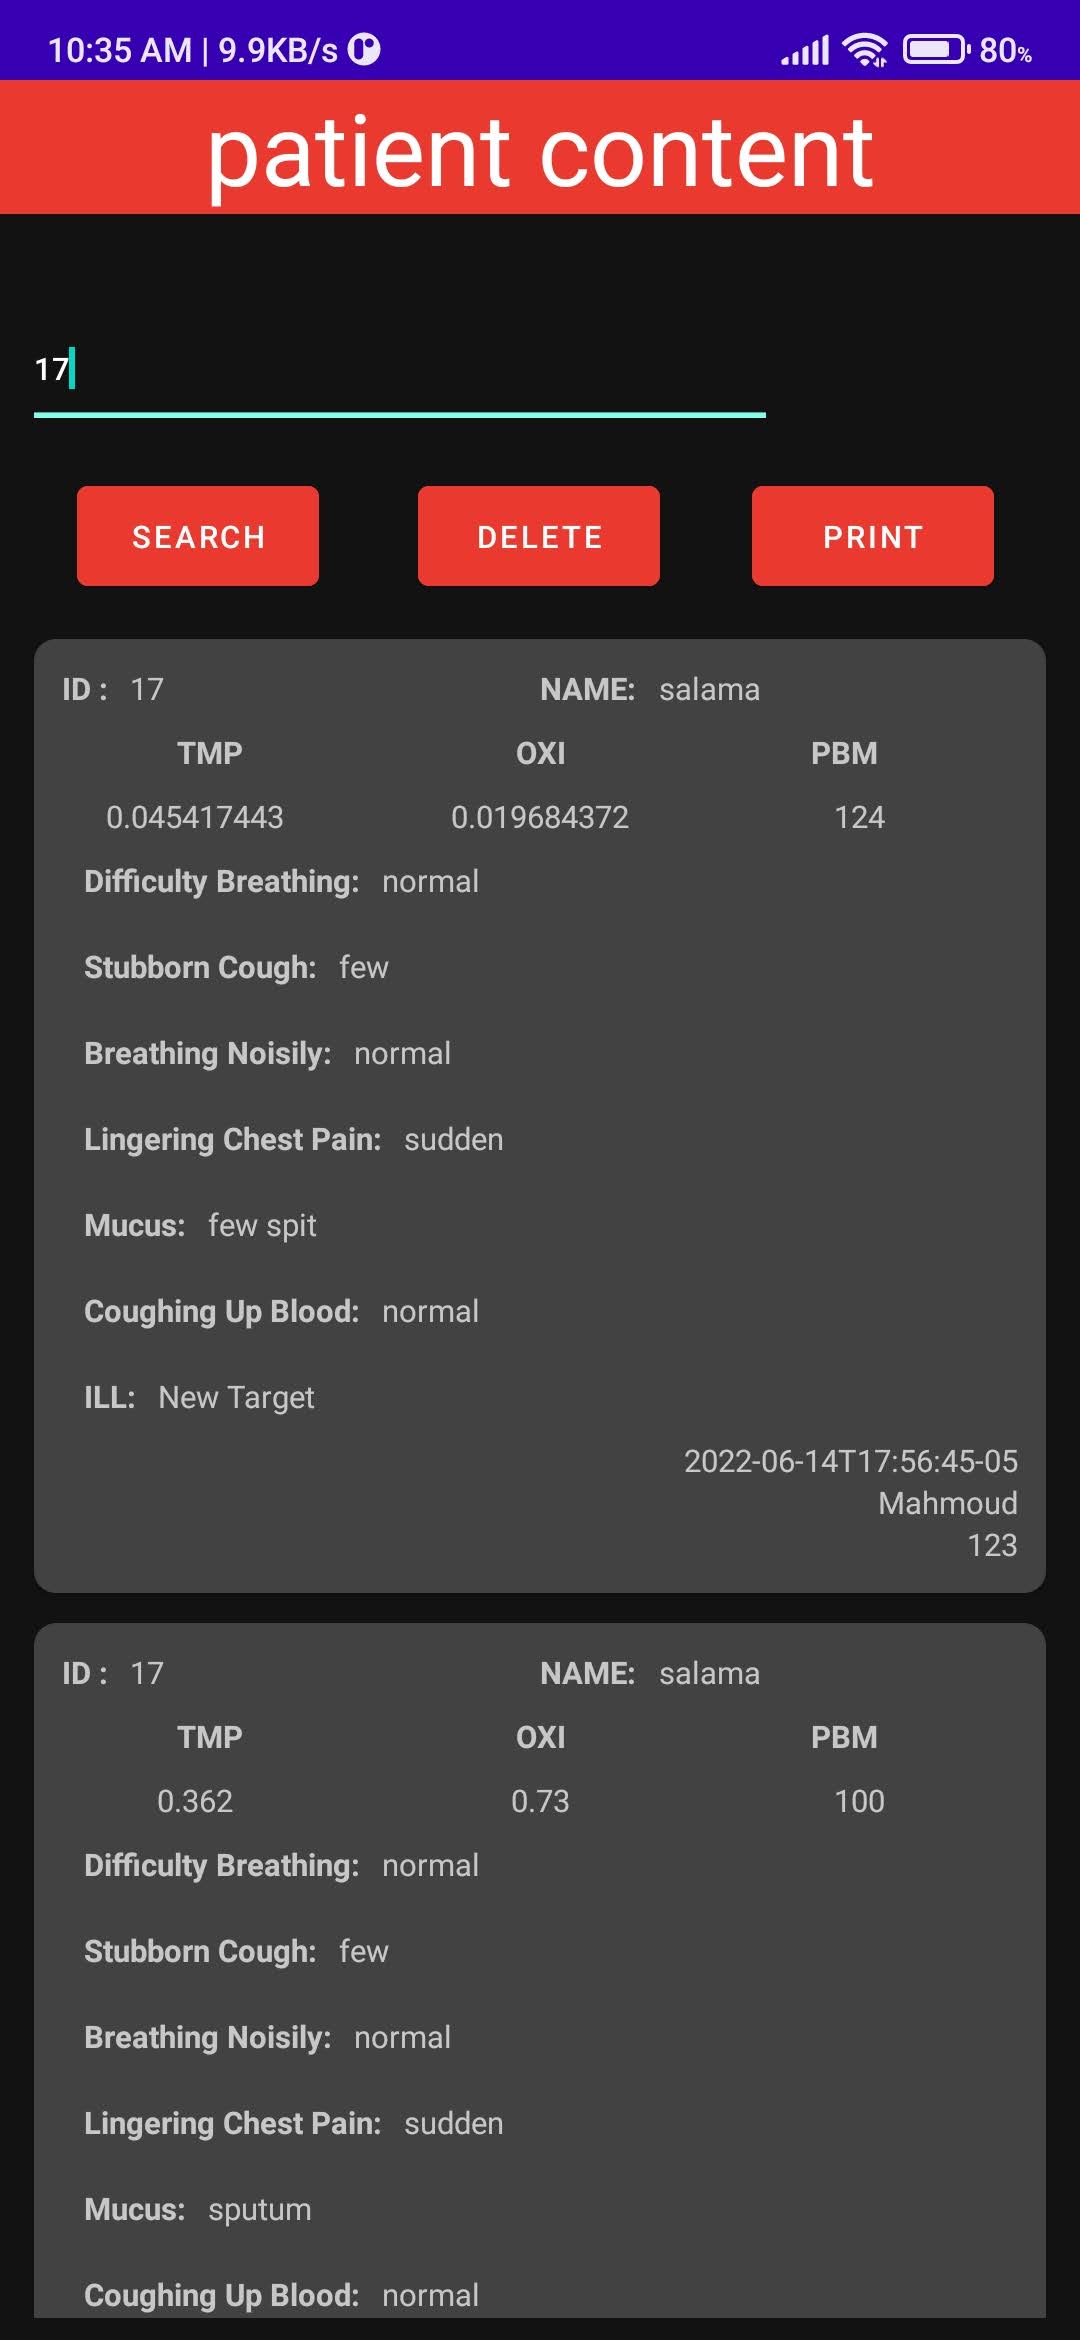 10:35 AM | 9.9KB/s 80%
patient content
17
SEARCH DELETE PRINT
ID : 17 NAME: salama
TMP OXI PBM
0.045417443 0.019684372 124
Difficulty Breathing: normal
Stubborn Cough: few
Breathing Noisily: normal
Lingering Chest Pain: sudden
Mucus: few spit
Coughing Up Blood: normal
ILL: New Target
2022-06-14T17:56:45-05
Mahmoud
123
ID : 17 NAME: salama
TMP OXI PBM
0.362 0.73 100
Difficulty Breathing: normal
Stubborn Cough: few
Breathing Noisily: normal
Lingering Chest Pain: sudden
Mucus: sputum
Coughing Up Blood: normal